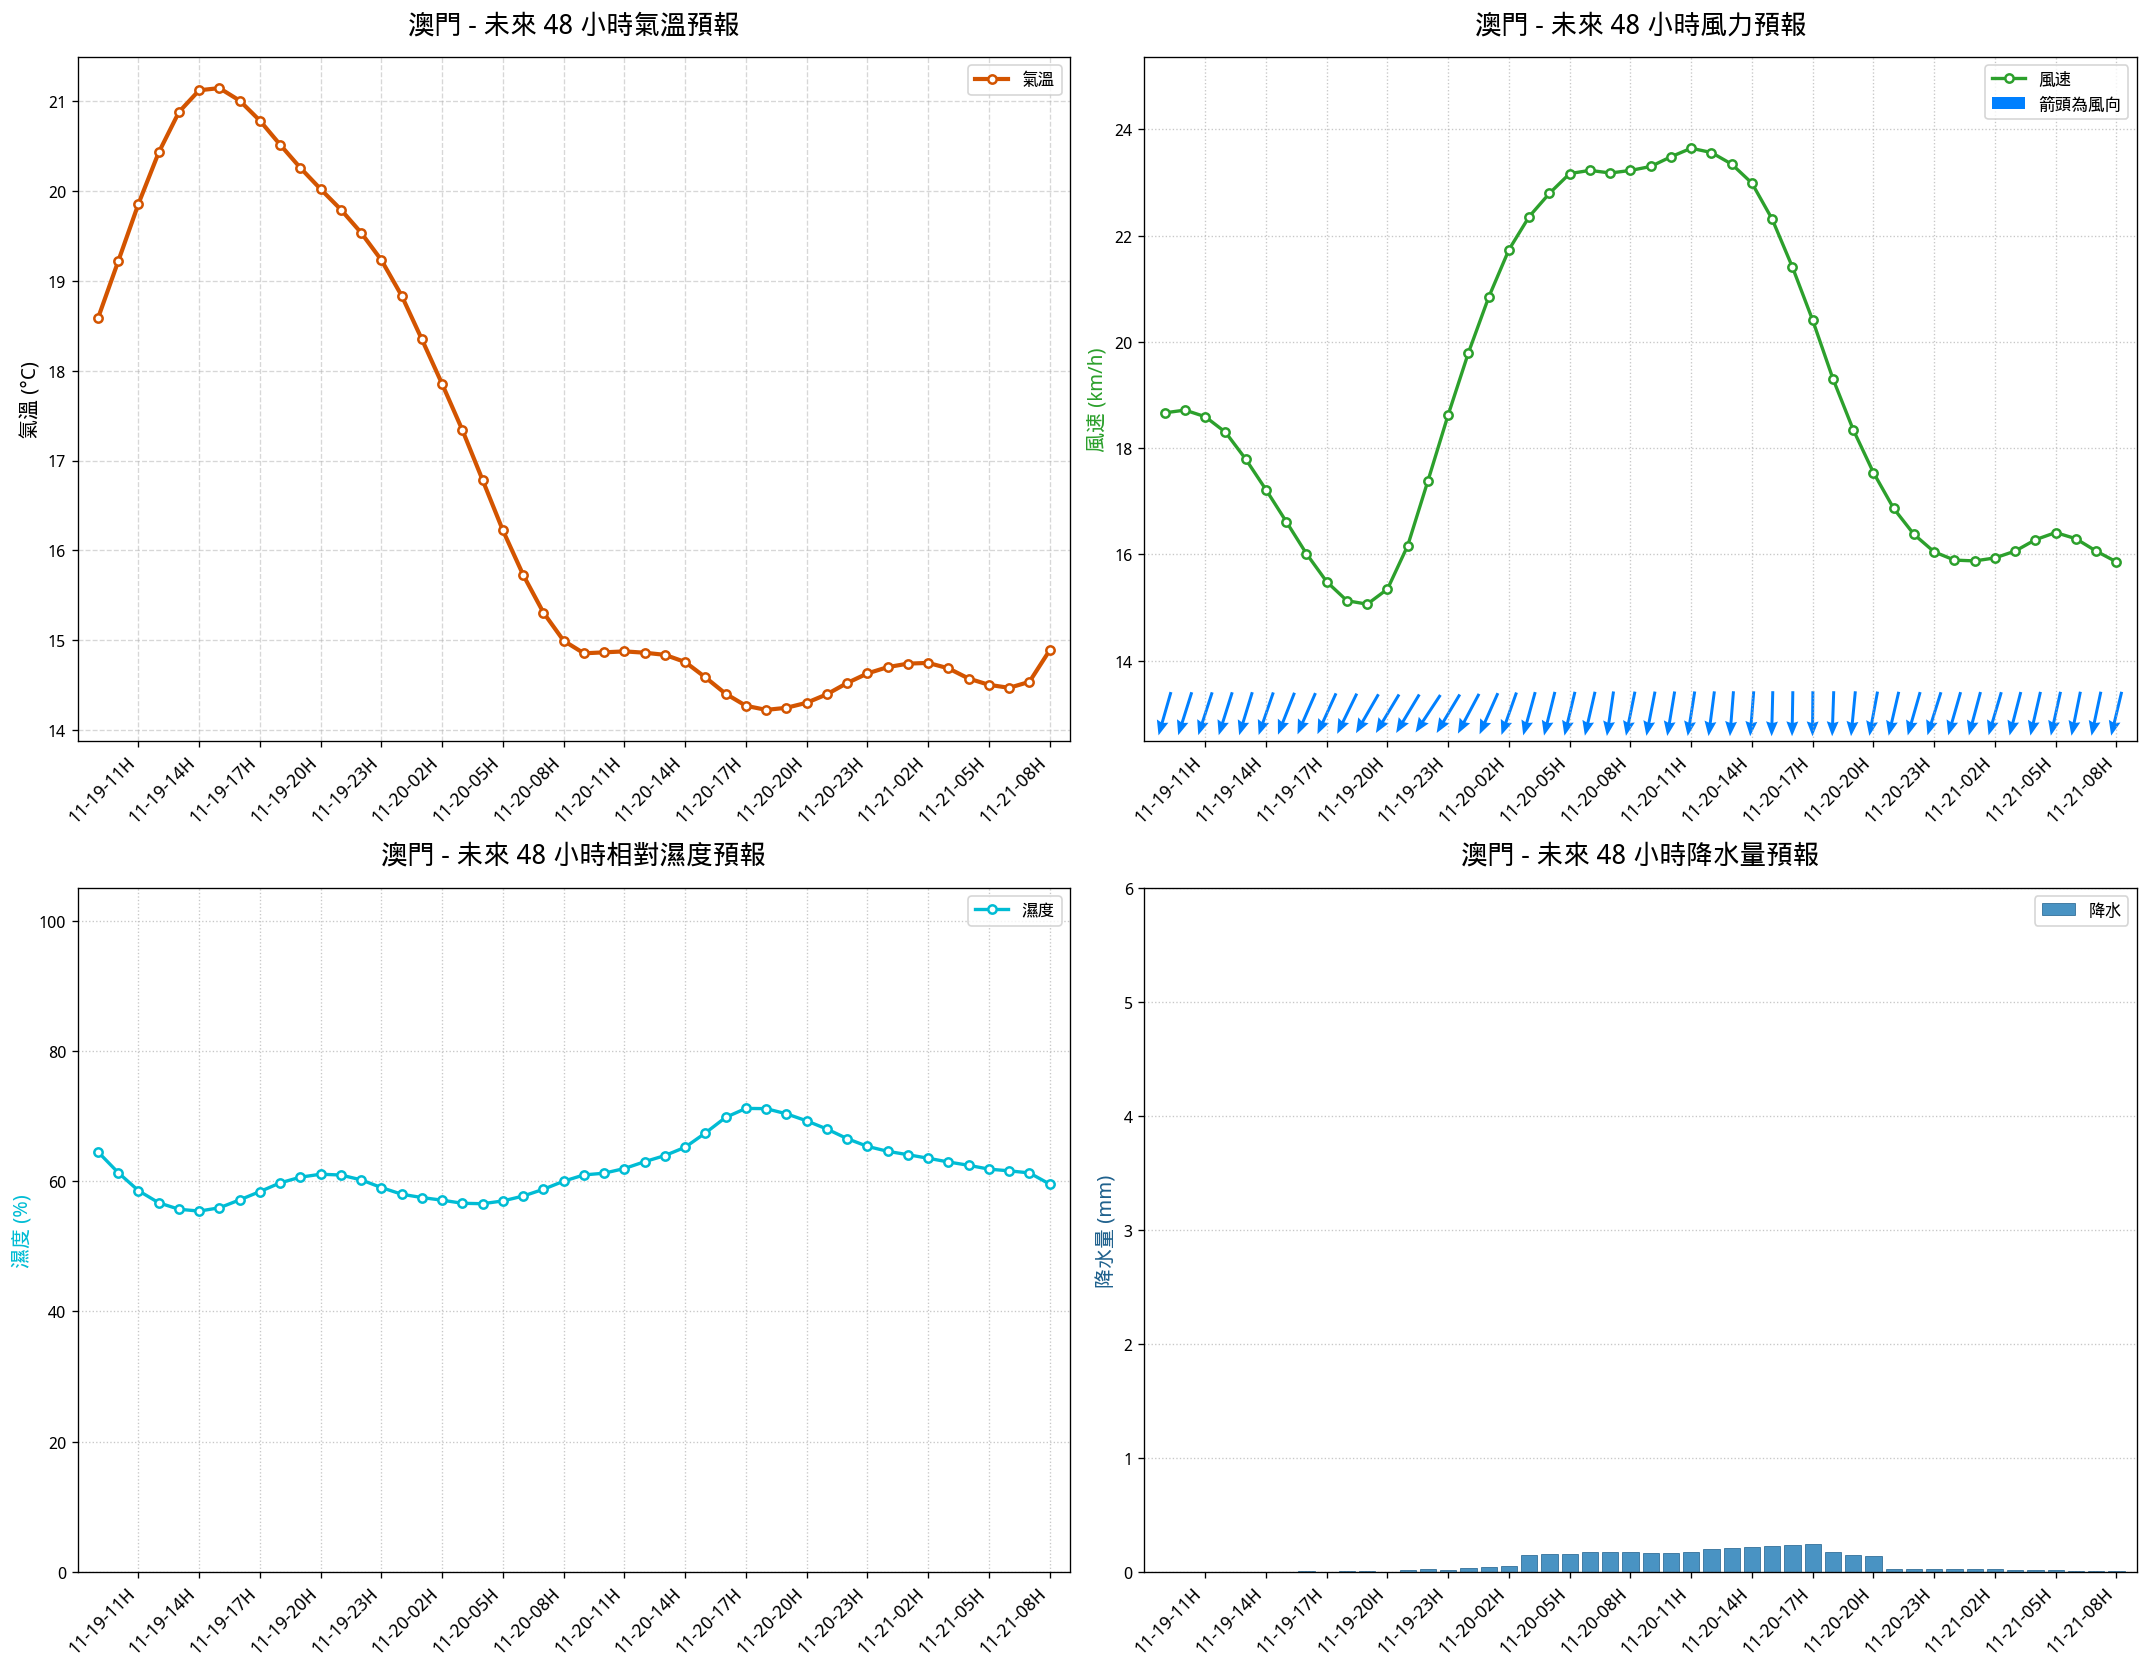 澳門 - 未來 48 小時氣溫預報
氣溫
氣溫 (°C)
21
20
19
18
17
16
15
14
11-19-11H
11-19-14H
11-19-17H
11-19-20H
11-19-23H
11-20-02H
11-20-05H
11-20-08H
11-20-11H
11-20-14H
11-20-17H
11-20-20H
11-20-23H
11-21-02H
11-21-05H
11-21-08H
澳門 - 未來 48 小時風力預報
風速
箭頭為風向
風速 (km/h)
24
22
20
18
16
14
11-19-11H
11-19-14H
11-19-17H
11-19-20H
11-19-23H
11-20-02H
11-20-05H
11-20-08H
11-20-11H
11-20-14H
11-20-17H
11-20-20H
11-20-23H
11-21-02H
11-21-05H
11-21-08H
澳門 - 未來 48 小時相對濕度預報
濕度
濕度 (%)
100
80
60
40
20
0
11-19-11H
11-19-14H
11-19-17H
11-19-20H
11-19-23H
11-20-02H
11-20-05H
11-20-08H
11-20-11H
11-20-14H
11-20-17H
11-20-20H
11-20-23H
11-21-02H
11-21-05H
11-21-08H
澳門 - 未來 48 小時降水量預報
降水
降水量 (mm)
6
5
4
3
2
1
0
11-19-11H
11-19-14H
11-19-17H
11-19-20H
11-19-23H
11-20-02H
11-20-05H
11-20-08H
11-20-11H
11-20-14H
11-20-17H
11-20-20H
11-20-23H
11-21-02H
11-21-05H
11-21-08H